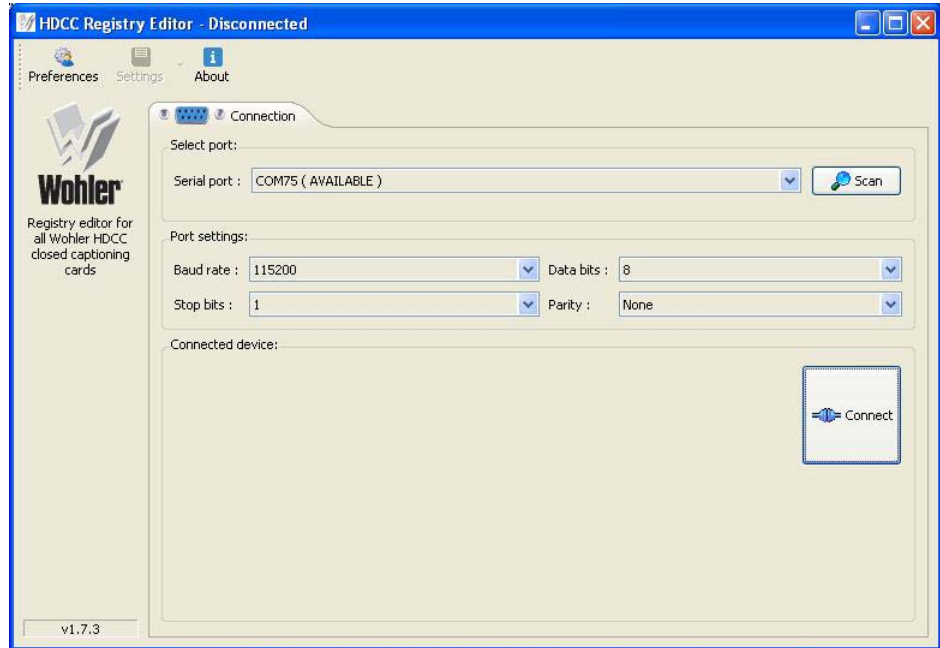 HDCC Registry Editor - Disconnected
Preferences Settings About
Connection
Select port:
Serial port : COM75 ( AVAILABLE ) Scan
Wohler
Registry editor for
all Wohler HDCC
closed captioning
cards
Port settings:
Baud rate : 115200 Data bits : 8
Stop bits : 1 Parity : None
Connected device:
Connect
v1.7.3